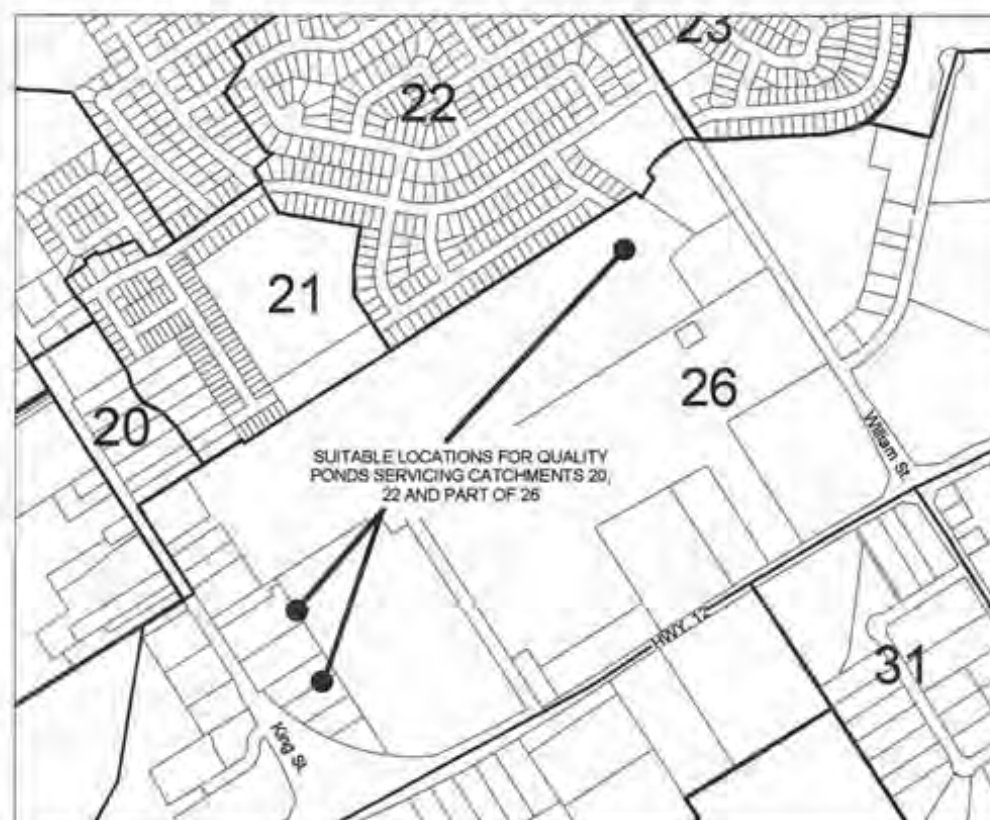 23
22
21
26
20
SUITABLE LOCATIONS FOR QUALITY
PONDS SERVICING CATCHMENTS 20,
22 AND PART OF 26
William St.
HWY. 12
31
King St.